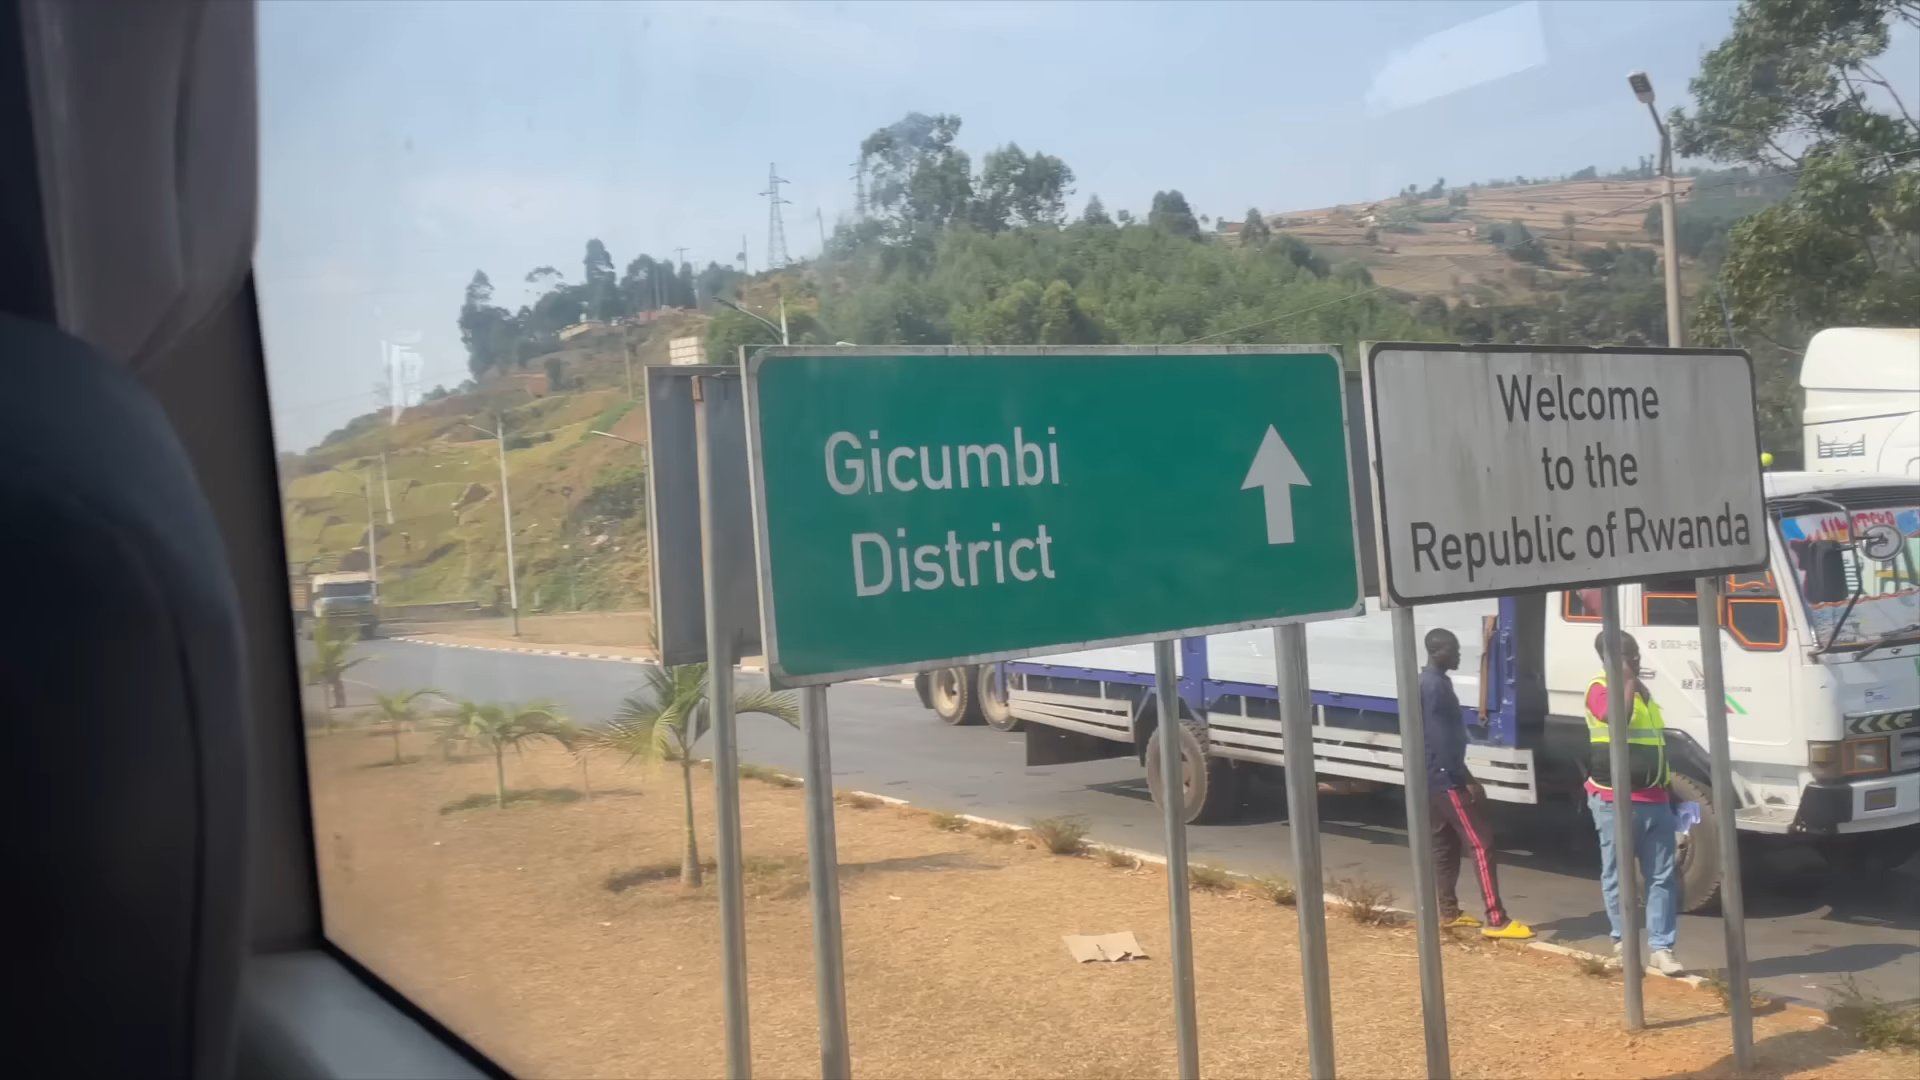 Gicumbi
District
Welcome
to the
Republic of Rwanda